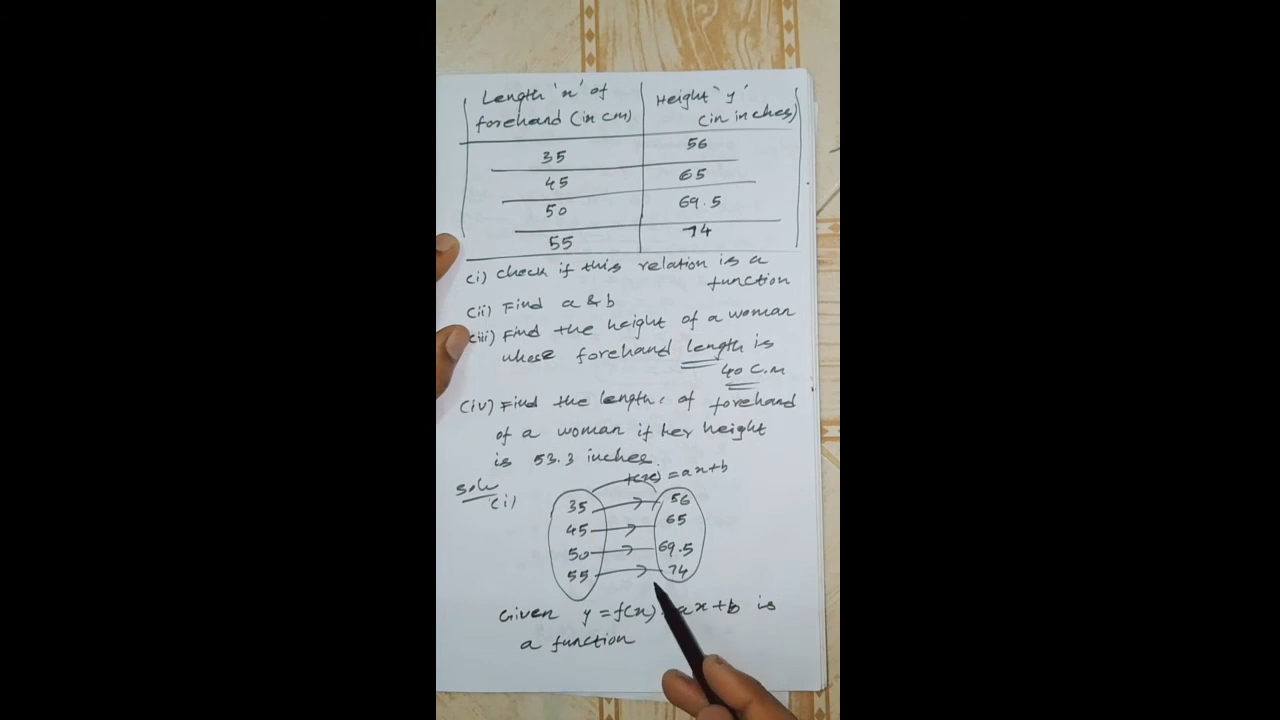 Length 'x' of
forehand (in cm)
Height 'y'
(in inches)
35
56
45
65
50
69.5
55
74
(i) check if this relation is a
function
(ii) Find a & b
(iii) Find the height of a woman
whose forehand length is
40 C.M
(iv) Find the length of forehand
of a woman if her height
is 53.3 inches.
Soln
(i)
f(x) = ax+b
35 56
45 65
50 69.5
55 74
Given y = f(x) = ax+b is
a function